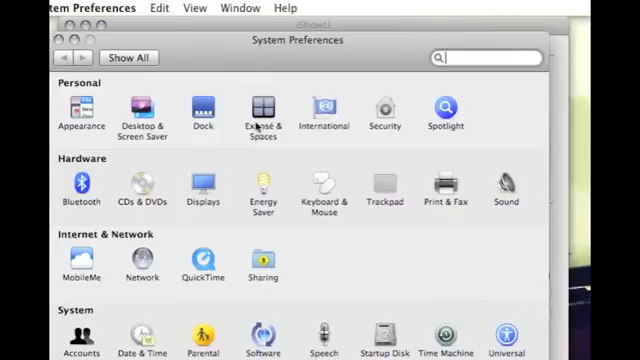 tem Preferences Edit View Window Help
iShowU
System Preferences
Show All
Personal
Appearance
Desktop &
Screen Saver
Dock
Exposé &
Spaces
International
Security
Spotlight
Hardware
Bluetooth
CDs & DVDs
Displays
Energy
Saver
Keyboard &
Mouse
Trackpad
Print & Fax
Sound
Internet & Network
MobileMe
Network
QuickTime
Sharing
System
Accounts
Date & Time
Parental
Software
Speech
Startup Disk
Time Machine
Universal